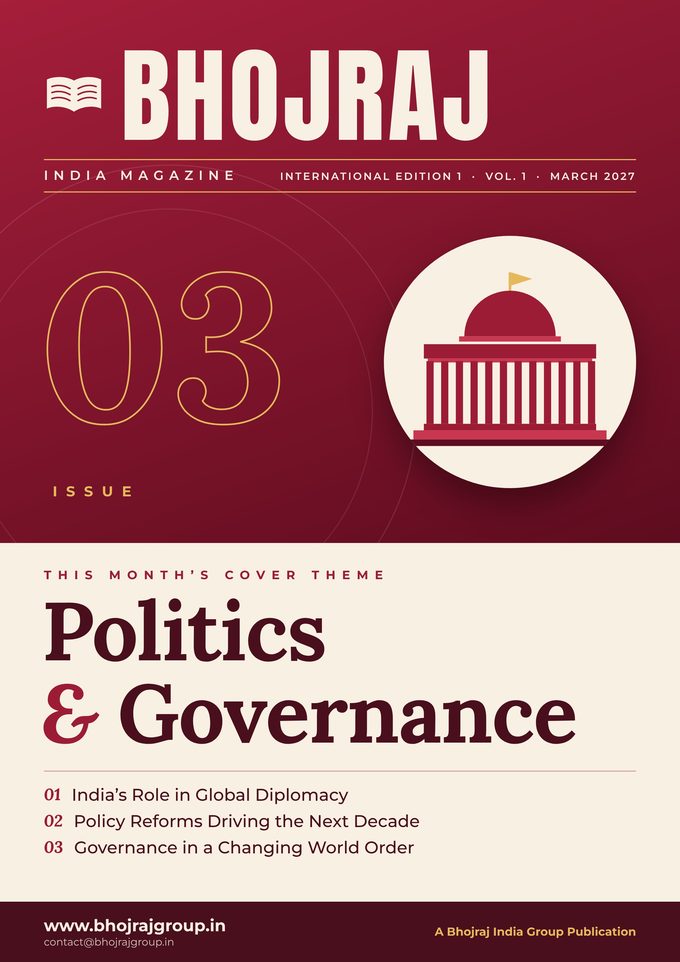 BHOJRAJ
INDIA MAGAZINE
INTERNATIONAL EDITION 1 · VOL. 1 · MARCH 2027
03
ISSUE
THIS MONTH’S COVER THEME
Politics
& Governance
01 India’s Role in Global Diplomacy
02 Policy Reforms Driving the Next Decade
03 Governance in a Changing World Order
www.bhojrajgroup.in
contact@bhojrajgroup.in
A Bhojraj India Group Publication